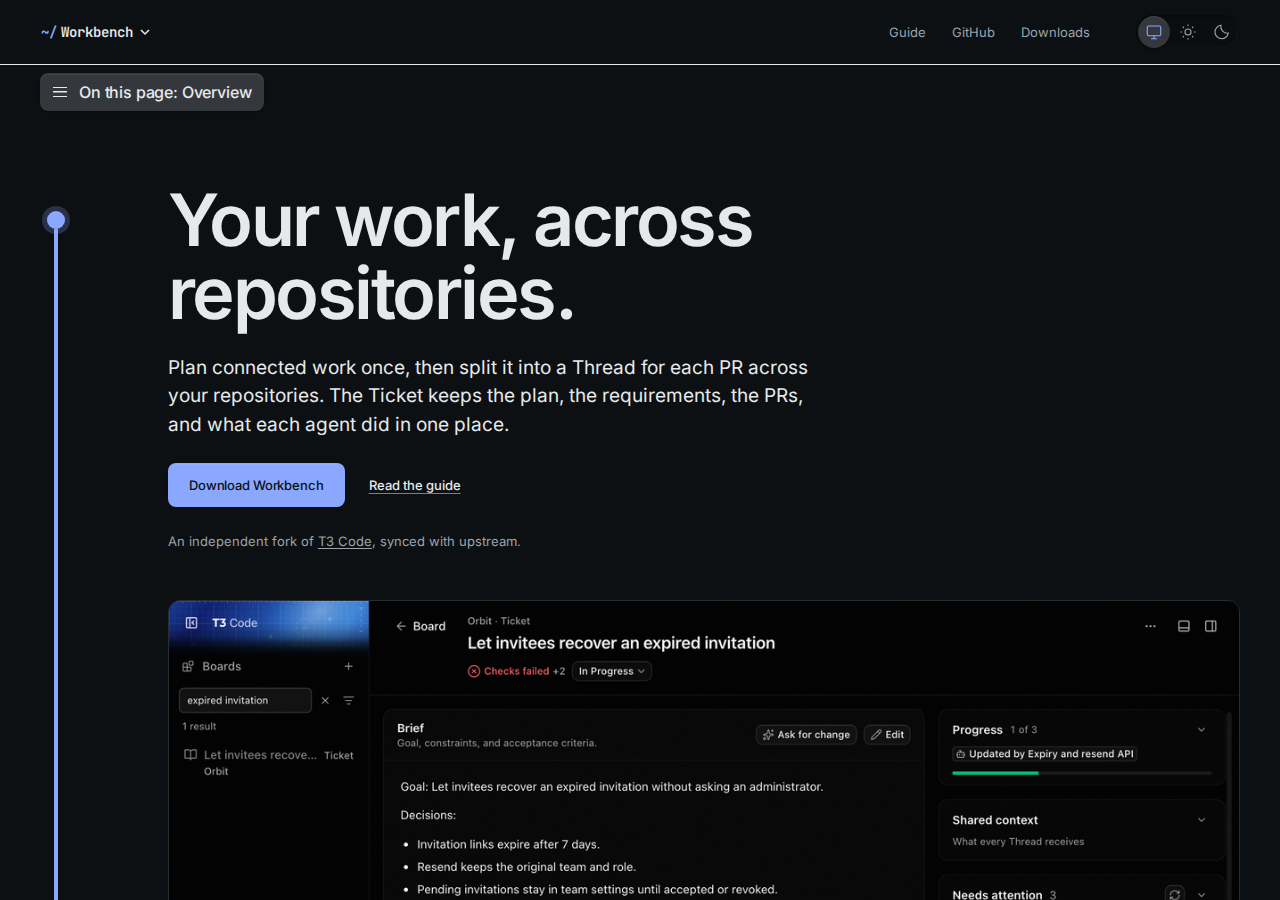 ~/ Workbench
Guide
GitHub
Downloads
On this page: Overview
Your work, across
repositories.
Plan connected work once, then split it into a Thread for each PR across
your repositories. The Ticket keeps the plan, the requirements, the PRs,
and what each agent did in one place.
Download Workbench
Read the guide
An independent fork of T3 Code, synced with upstream.
T3 Code
Boards
expired invitation
1 result
Let invitees recove... Ticket
Orbit
Board
Orbit · Ticket
Let invitees recover an expired invitation
Checks failed +2
In Progress
Brief
Goal, constraints, and acceptance criteria.
Ask for change
Edit
Goal: Let invitees recover an expired invitation without asking an administrator.
Decisions:
• Invitation links expire after 7 days.
• Resend keeps the original team and role.
• Pending invitations stay in team settings until accepted or revoked.
Progress 1 of 3
Updated by Expiry and resend API
Shared context
What every Thread receives
Needs attention 3